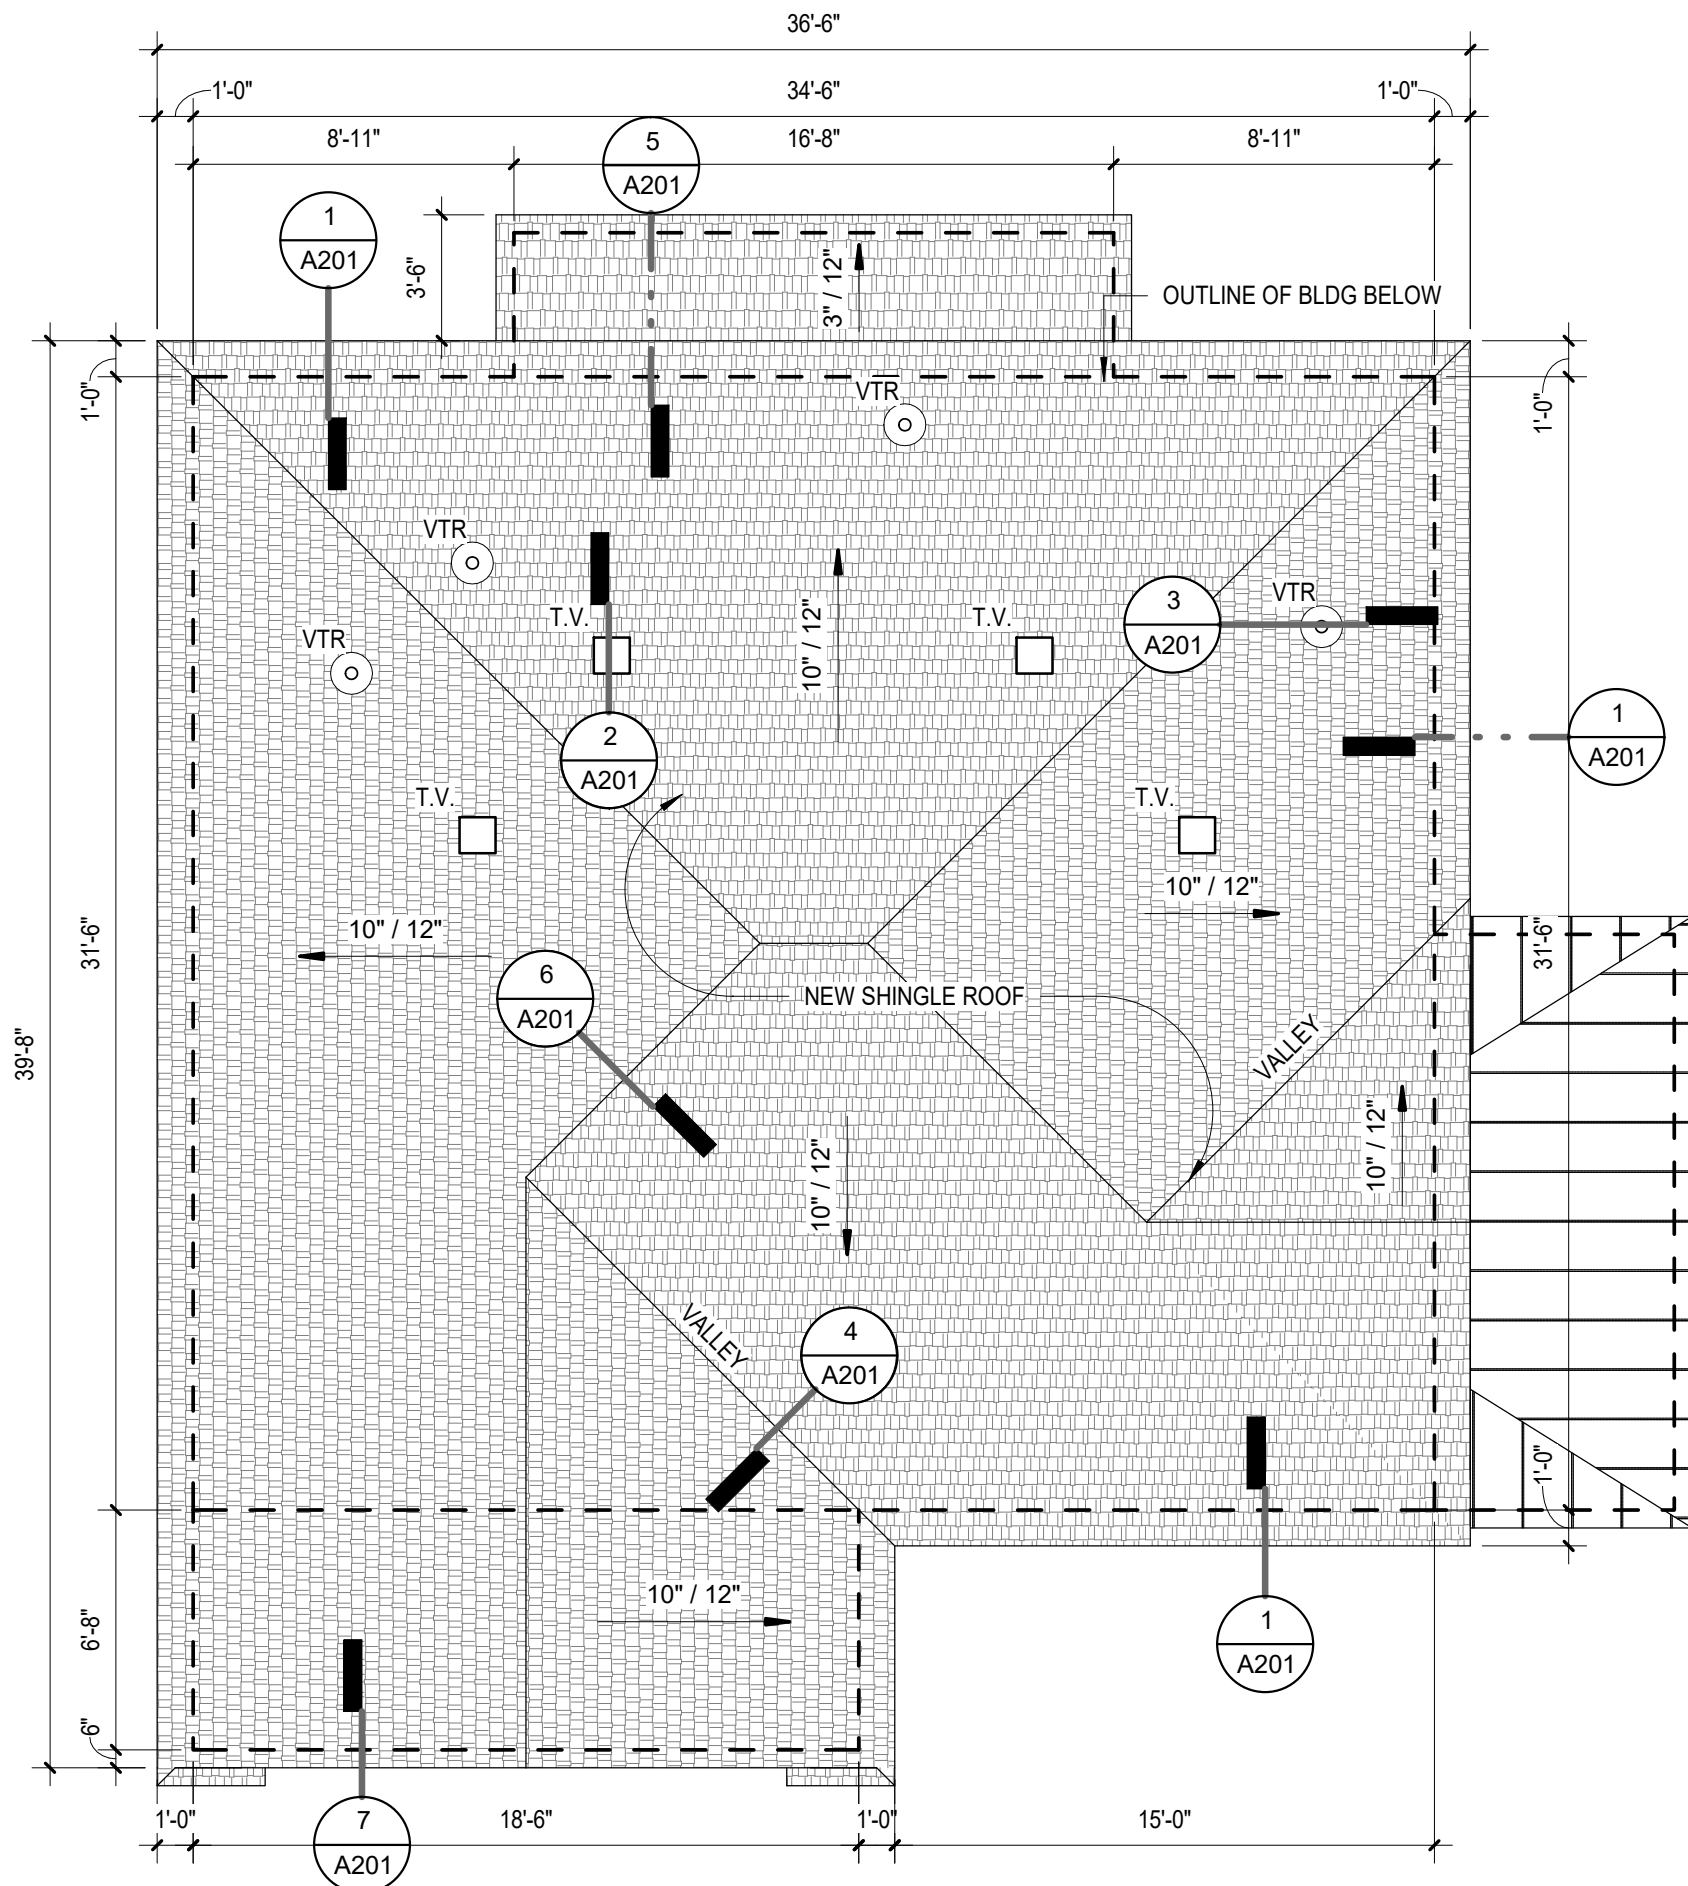 36'-6"
1'-0"
34'-6"
1'-0"
8'-11"
16'-8"
8'-11"
5
A201
1
A201
3'-6"
3" / 12"
OUTLINE OF BLDG BELOW
1'-0"
1'-0"
VTR
VTR
T.V.
T.V.
10" / 12"
3
A201
VTR
VTR
2
A201
1
A201
T.V.
T.V.
10" / 12"
10" / 12"
31'-6"
31'-6"
6
A201
NEW SHINGLE ROOF
39'-8"
VALLEY
10" / 12"
10" / 12"
VALLEY
4
A201
1'-0"
10" / 12"
6'-8"
1
A201
6"
1'-0"
18'-6"
1'-0"
15'-0"
7
A201